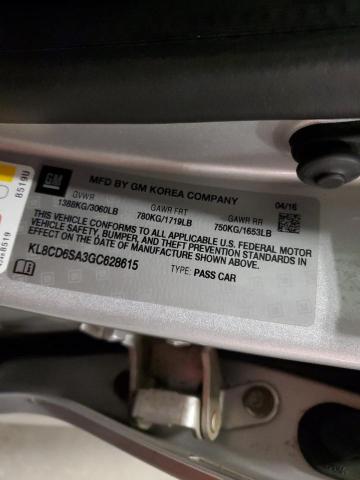 GM
MFD BY GM KOREA COMPANY
04/16
GVWR GAWR FRT GAWR RR
1388KG/3060LB 780KG/1719LB 750KG/1653LB
THIS VEHICLE CONFORMS TO ALL APPLICABLE U.S. FEDERAL MOTOR
VEHICLE SAFETY, BUMPER, AND THEFT PREVENTION STANDARDS
IN EFFECT ON THE DATE OF MANUFACTURE SHOWN ABOVE.
KL8CD6SA3GC628615
TYPE: PASS CAR
8519U